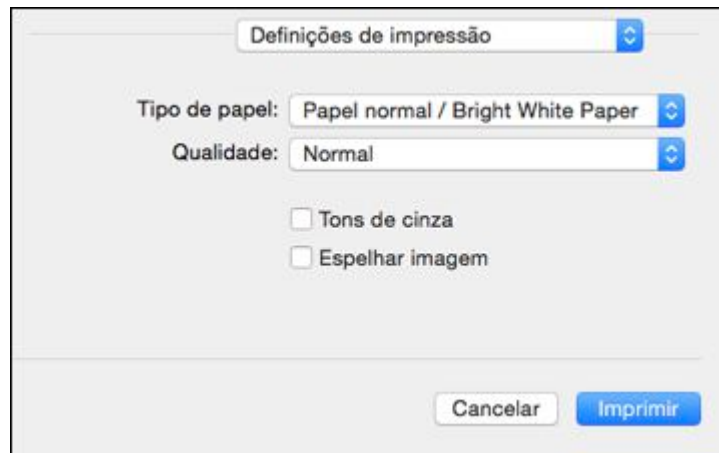 Definições de impressão
Tipo de papel: Papel normal / Bright White Paper
Qualidade: Normal
Tons de cinza
Espelhar imagem
Cancelar Imprimir